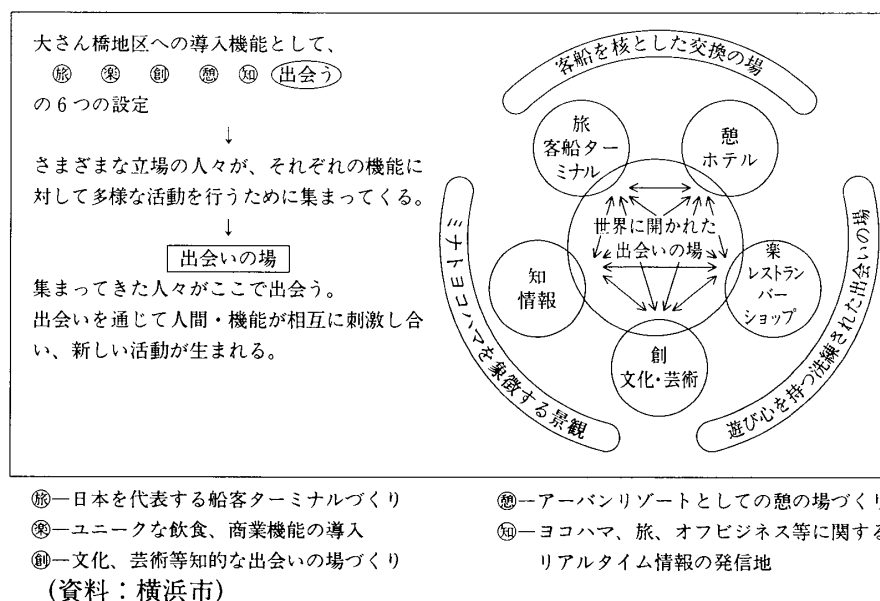 大さん橋地区への導入機能として、
㊅旅 ㊅楽 ㊅創 ㊅憩 ㊅知 出会う
の6つの設定
↓
さまざまな立場の人々が、それぞれの機能に
対して多様な活動を行うために集まってくる。
↓
出会いの場
集まってきた人々がここで出会う。
出会いを通じて人間・機能が相互に刺激し合
い、新しい活動が生まれる。
客船を核とした交換の場
旅
客船ター
ミナル
憩
ホテル
世界に開かれた
出会いの場
知
情報
楽
レストラン
バー
ショップ
創
文化・芸術
ミナトヨコハマを象徴する景観
遊び心を持つ洗練された出会いの場
旅―日本を代表する船客ターミナルづくり
楽―ユニークな飲食、商業機能の導入
創―文化、芸術等知的な出会いの場づくり
憩―アーバンリゾートとしての憩の場づくり
知―ヨコハマ、旅、オフビジネス等に関する
リアルタイム情報の発信地
(資料：横浜市)